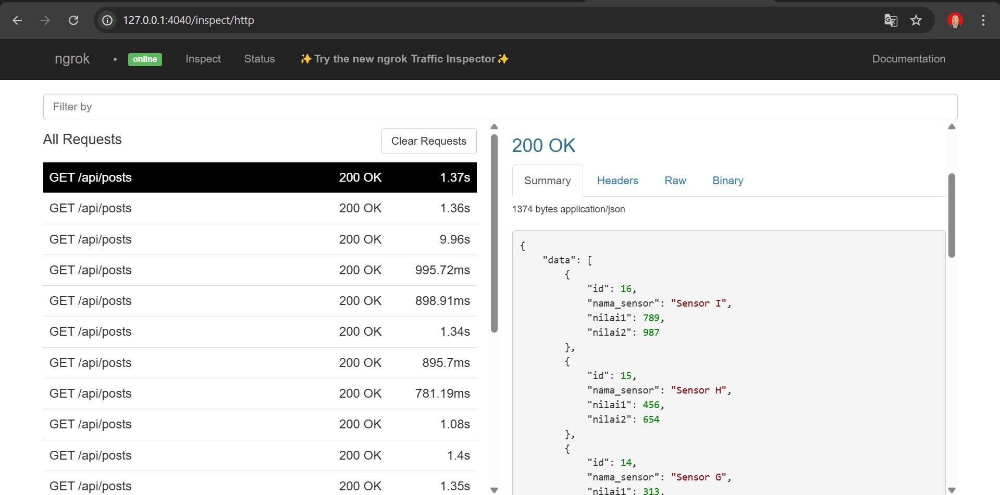 127.0.0.1:4040/inspect/http
ngrok • online Inspect Status ✨Try the new ngrok Traffic Inspector✨ Documentation
Filter by
All Requests
Clear Requests
GET /api/posts 200 OK 1.37s
GET /api/posts 200 OK 1.36s
GET /api/posts 200 OK 9.96s
GET /api/posts 200 OK 995.72ms
GET /api/posts 200 OK 898.91ms
GET /api/posts 200 OK 1.34s
GET /api/posts 200 OK 895.7ms
GET /api/posts 200 OK 781.19ms
GET /api/posts 200 OK 1.08s
GET /api/posts 200 OK 1.4s
GET /api/posts 200 OK 1.35s
200 OK
Summary Headers Raw Binary
1374 bytes application/json
{
"data": [
{
"id": 16,
"nama_sensor": "Sensor I",
"nilai1": 789,
"nilai2": 987
},
{
"id": 15,
"nama_sensor": "Sensor H",
"nilai1": 456,
"nilai2": 654
},
{
"id": 14,
"nama_sensor": "Sensor G",
"nilai1": 313,